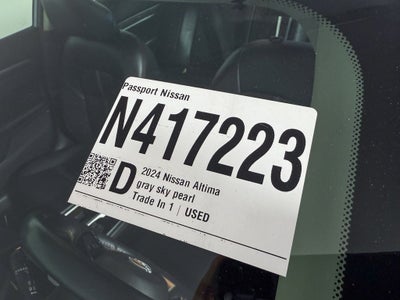 Passport Nissan
N417223
D
2024 Nissan Altima
gray sky pearl
Trade In 1 | USED